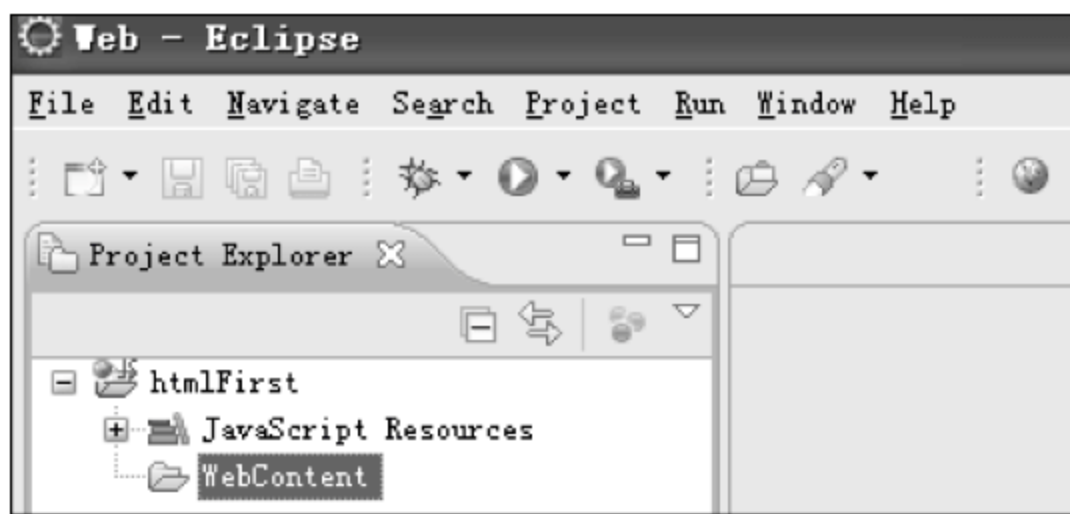 Web - Eclipse
File Edit Navigate Search Project Run Window Help
Project Explorer
htmlFirst
JavaScript Resources
WebContent